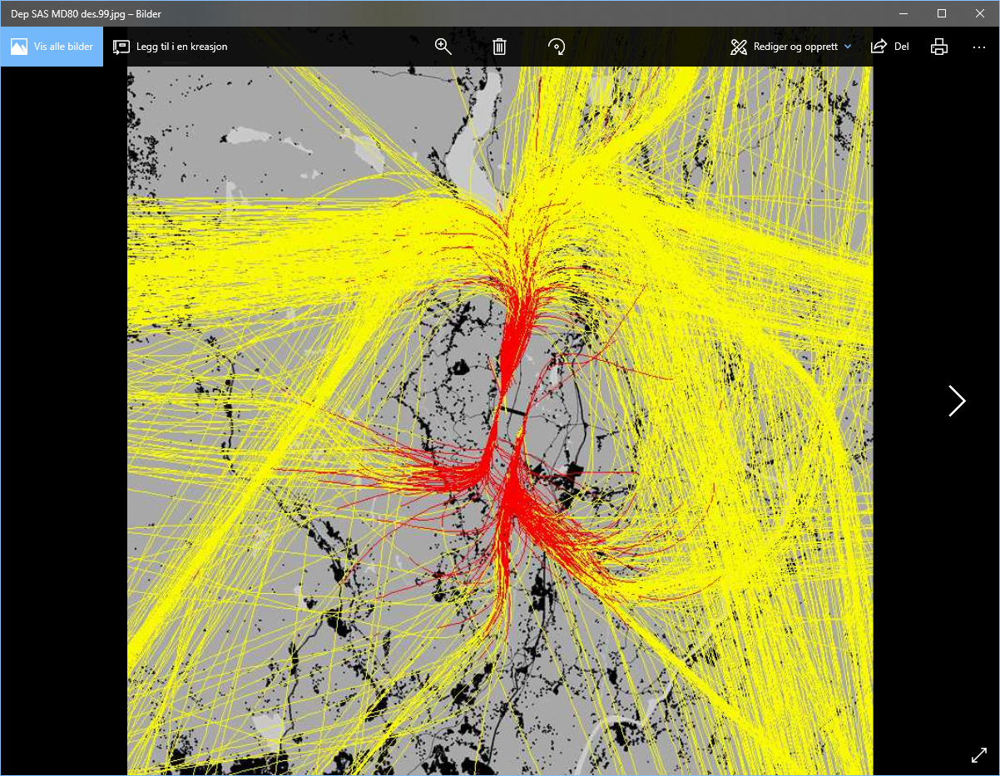 Dep SAS MD80 des.99.jpg – Bilder
Vis alle bilder
Legg til i en kreasjon
Rediger og opprett
Del